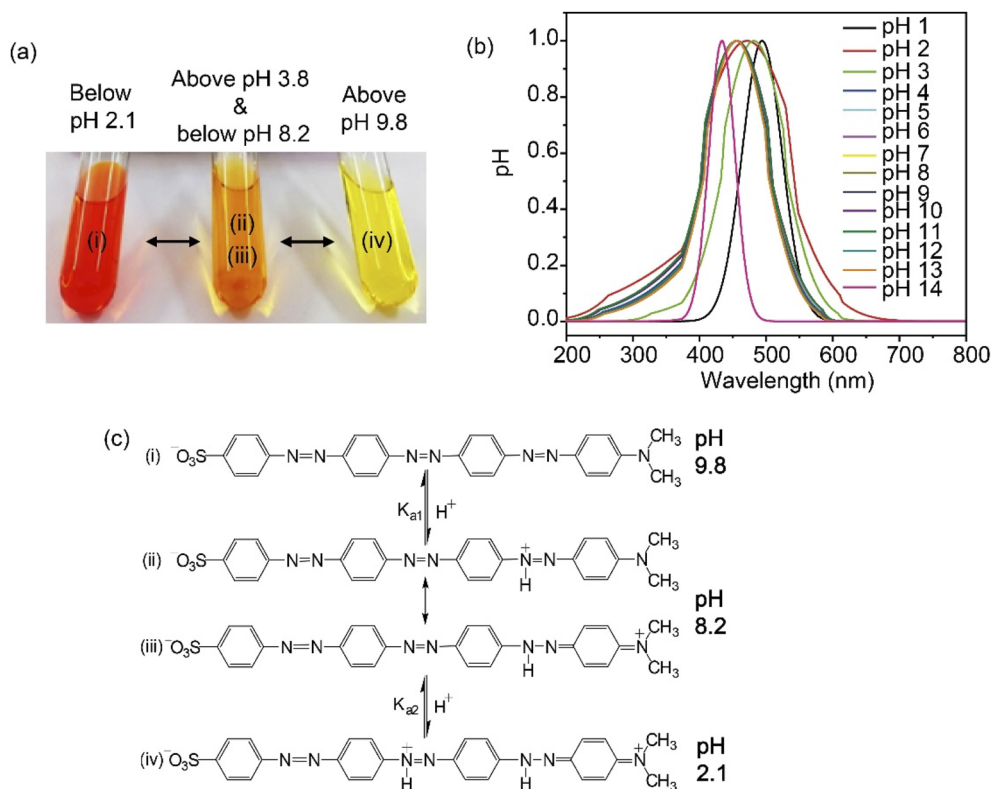 (a)
Below
pH 2.1
Above pH 3.8
&
below pH 8.2
Above
pH 9.8
(i)
(ii)
(iii)
(iv)
(b)
pH
1.0
0.8
0.6
0.4
0.2
0.0
200 300 400 500 600 700 800
Wavelength (nm)
pH 1
pH 2
pH 3
pH 4
pH 5
pH 6
pH 7
pH 8
pH 9
pH 10
pH 11
pH 12
pH 13
pH 14
(c)
(i) ⁻O₃S N=N N=N N=N N CH₃ CH₃
pH
9.8
Kₐ₁ H⁺
(ii) ⁻O₃S N=N N=N N⁺=N H N CH₃ CH₃
pH
8.2
(iii) ⁻O₃S N=N N=N N-N H N⁺ CH₃ CH₃
Kₐ₂ H⁺
(iv) ⁻O₃S N=N N⁺=N H N-N H N⁺ CH₃ CH₃
pH
2.1